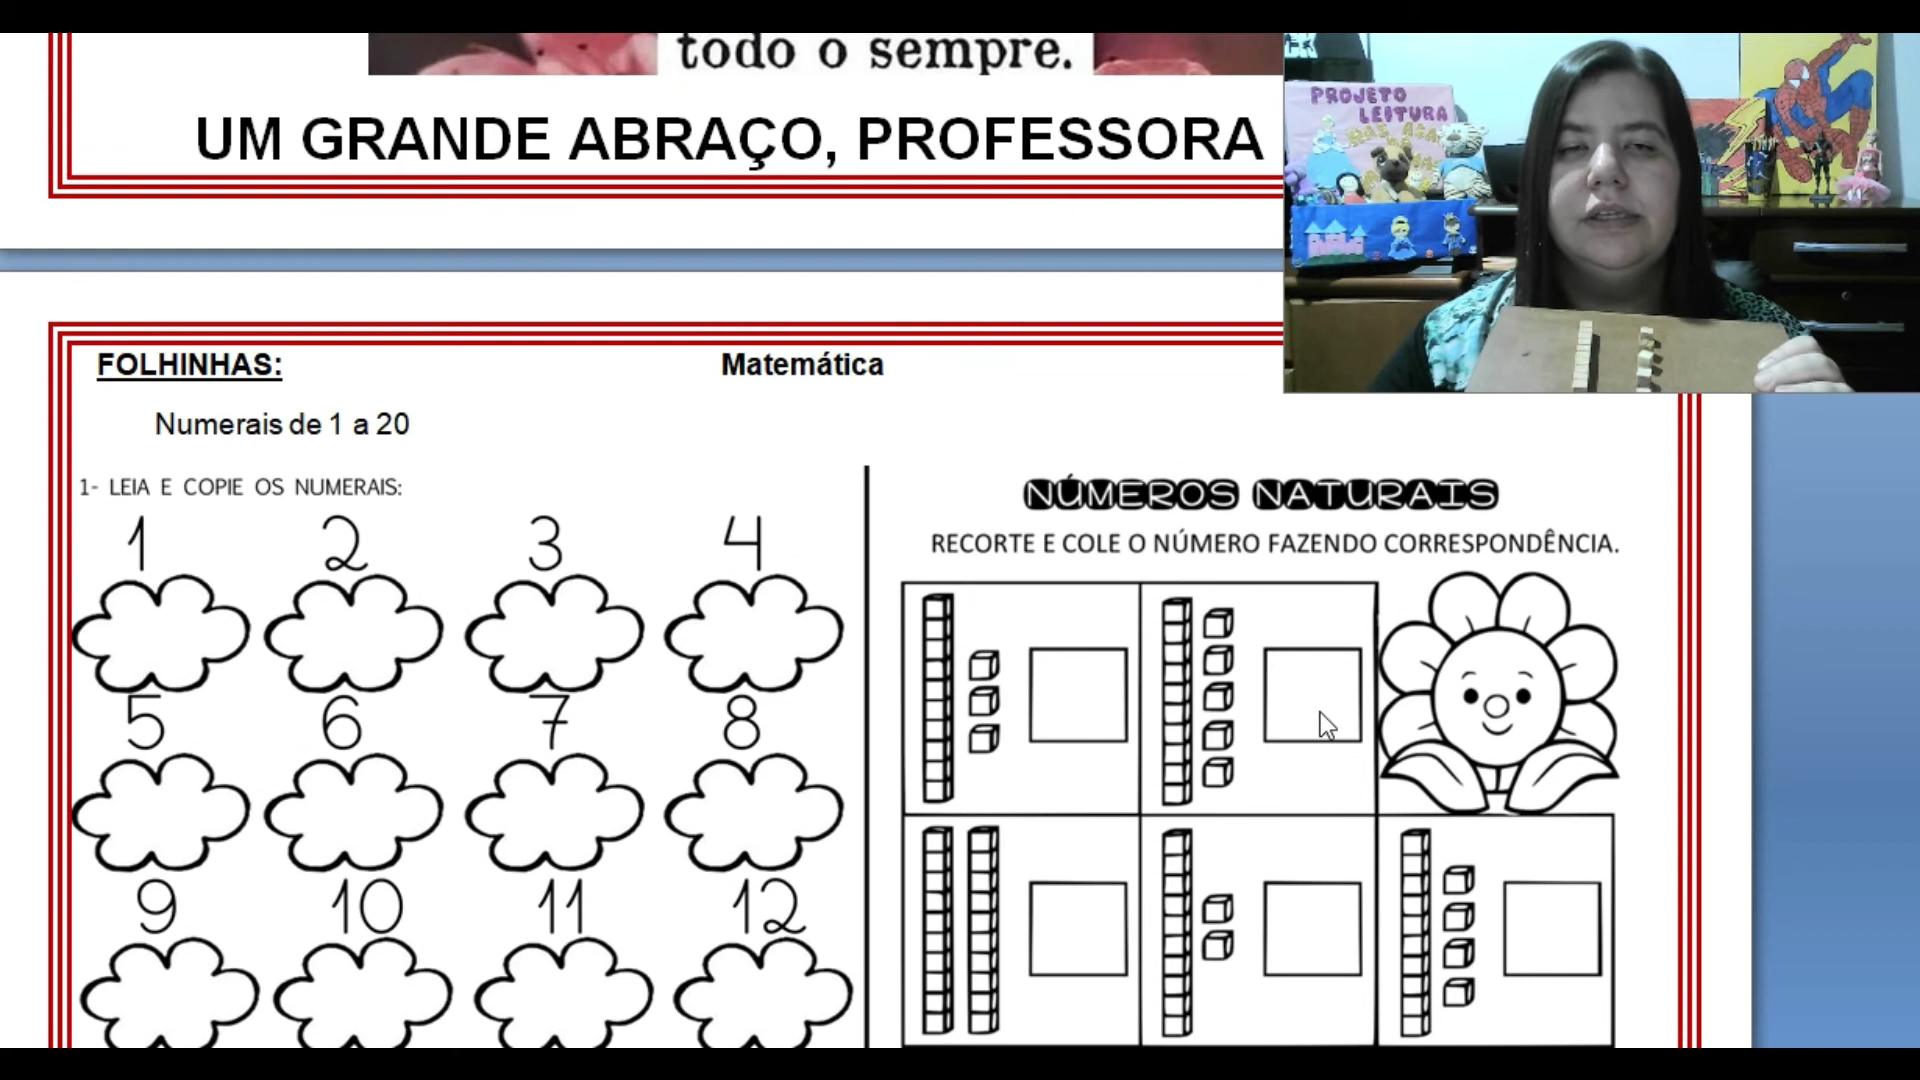 todo o sempre.
UM GRANDE ABRAÇO, PROFESSORA
PROJETO
LEITURA
FOLHINHAS:
Matemática
Numerais de 1 a 20
1- LEIA E COPIE OS NUMERAIS:
1 2 3 4
5 6 7 8
9 10 11 12
NÚMEROS NATURAIS
RECORTE E COLE O NÚMERO FAZENDO CORRESPONDÊNCIA.